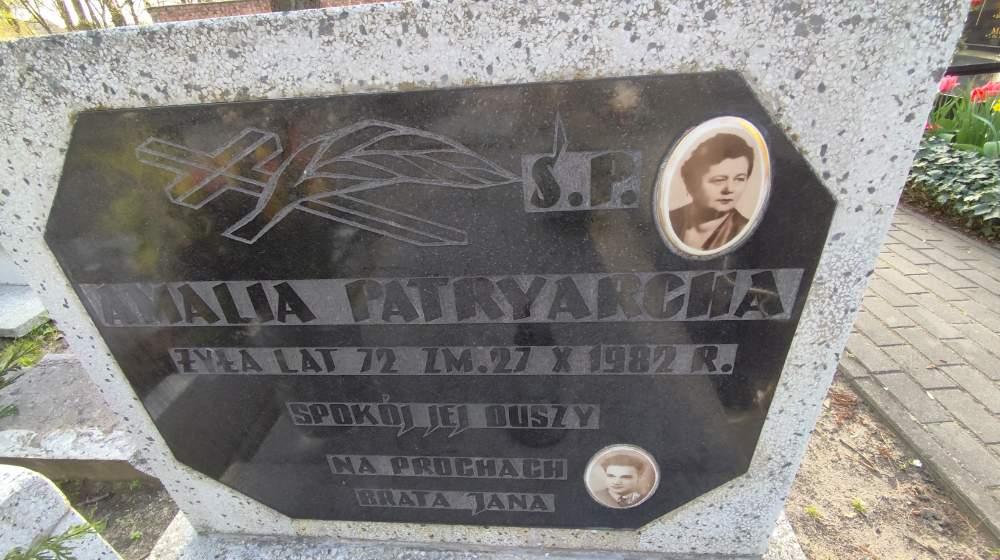 Ś.P.
AMALIA PATRYARCHA
ŻYŁA LAT 72 ZM.27 X 1982 R.
SPOKÓJ JEJ DUSZY
NA PROCHACH
BRATA JANA